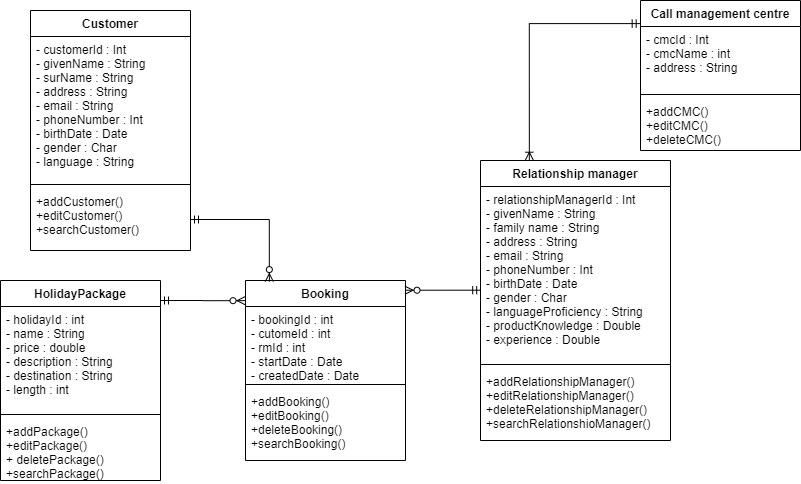 Customer
- customerId : Int
- givenName : String
- surName : String
- address : String
- email : String
- phoneNumber : Int
- birthDate : Date
- gender : Char
- language : String
+addCustomer()
+editCustomer()
+searchCustomer()
Call management centre
- cmcId : Int
- cmcName : int
- address : String
+addCMC()
+editCMC()
+deleteCMC()
Relationship manager
- relationshipManagerId : Int
- givenName : String
- family name : String
- address : String
- email : String
- phoneNumber : Int
- birthDate : Date
- gender : Char
- languageProficiency : String
- productKnowledge : Double
- experience : Double
+addRelationshipManager()
+editRelationshipManager()
+deleteRelationshipManager()
+searchRelationshioManager()
HolidayPackage
- holidayId : int
- name : String
- price : double
- description : String
- destination : String
- length : int
+addPackage()
+editPackage()
+ deletePackage()
+searchPackage()
Booking
- bookingId : int
- cutomeId : int
- rmId : int
- startDate : Date
- createdDate : Date
+addBooking()
+editBooking()
+deleteBooking()
+searchBooking()